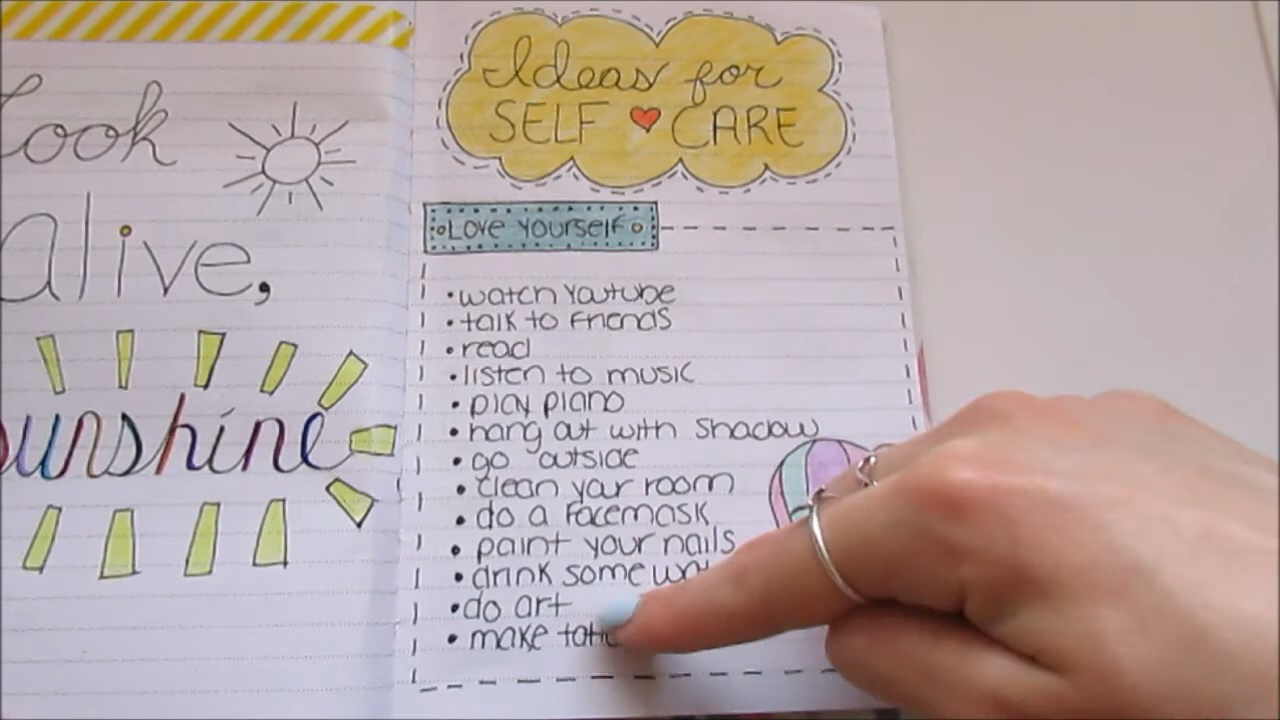 Look
alive,
sunshine
Ideas for
SELF CARE
Love Yourself
• watch Youtube
• talk to friends
• read
• listen to music
• play piano
• hang out with Shadow
• go outside
• clean your room
• do a facemask
• paint your nails
• drink some
• do art
• make